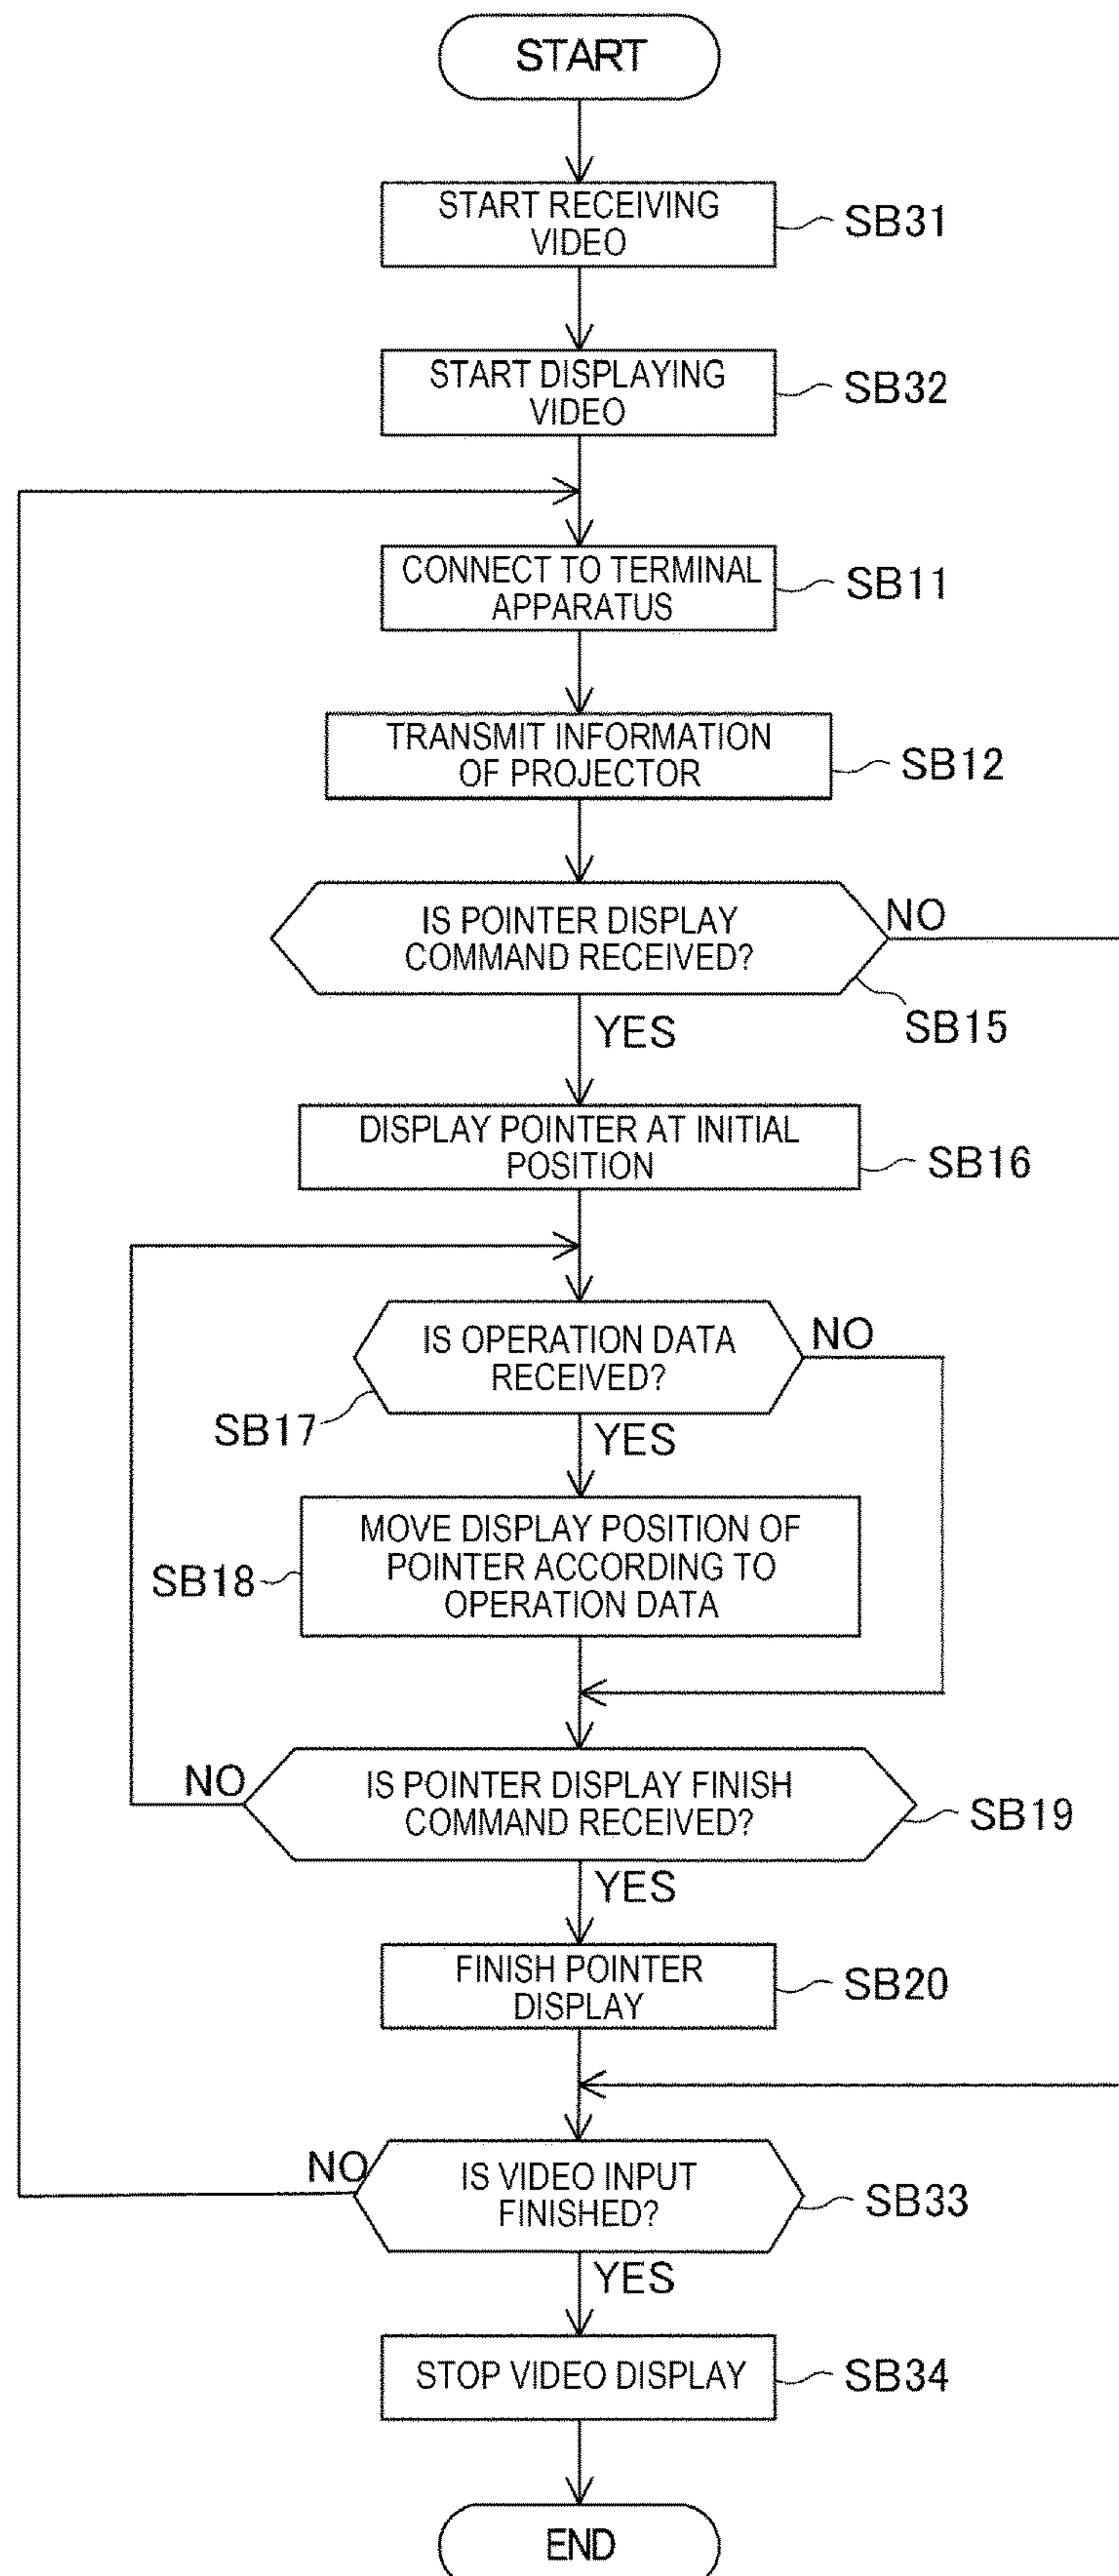 START
START RECEIVING
VIDEO
SB31
START DISPLAYING
VIDEO
SB32
CONNECT TO TERMINAL
APPARATUS
SB11
TRANSMIT INFORMATION
OF PROJECTOR
SB12
IS POINTER DISPLAY
COMMAND RECEIVED?
NO
SB15
YES
DISPLAY POINTER AT INITIAL
POSITION
SB16
IS OPERATION DATA
RECEIVED?
NO
SB17
YES
MOVE DISPLAY POSITION OF
POINTER ACCORDING TO
OPERATION DATA
SB18
NO
IS POINTER DISPLAY FINISH
COMMAND RECEIVED?
SB19
YES
FINISH POINTER
DISPLAY
SB20
NO
IS VIDEO INPUT
FINISHED?
SB33
YES
STOP VIDEO DISPLAY
SB34
END